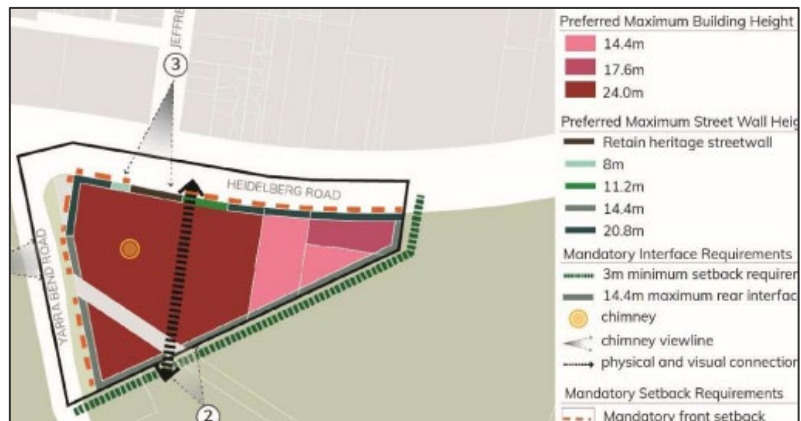 JEFFRE
3
HEIDELBERG ROAD
YARRA BEND ROAD
2
Preferred Maximum Building Height
14.4m
17.6m
24.0m
Preferred Maximum Street Wall Heig
Retain heritage streetwall
8m
11.2m
14.4m
20.8m
Mandatory Interface Requirements
3m minimum setback requirer
14.4m maximum rear interfac
chimney
chimney viewline
physical and visual connection
Mandatory Setback Requirements
Mandatory front setback